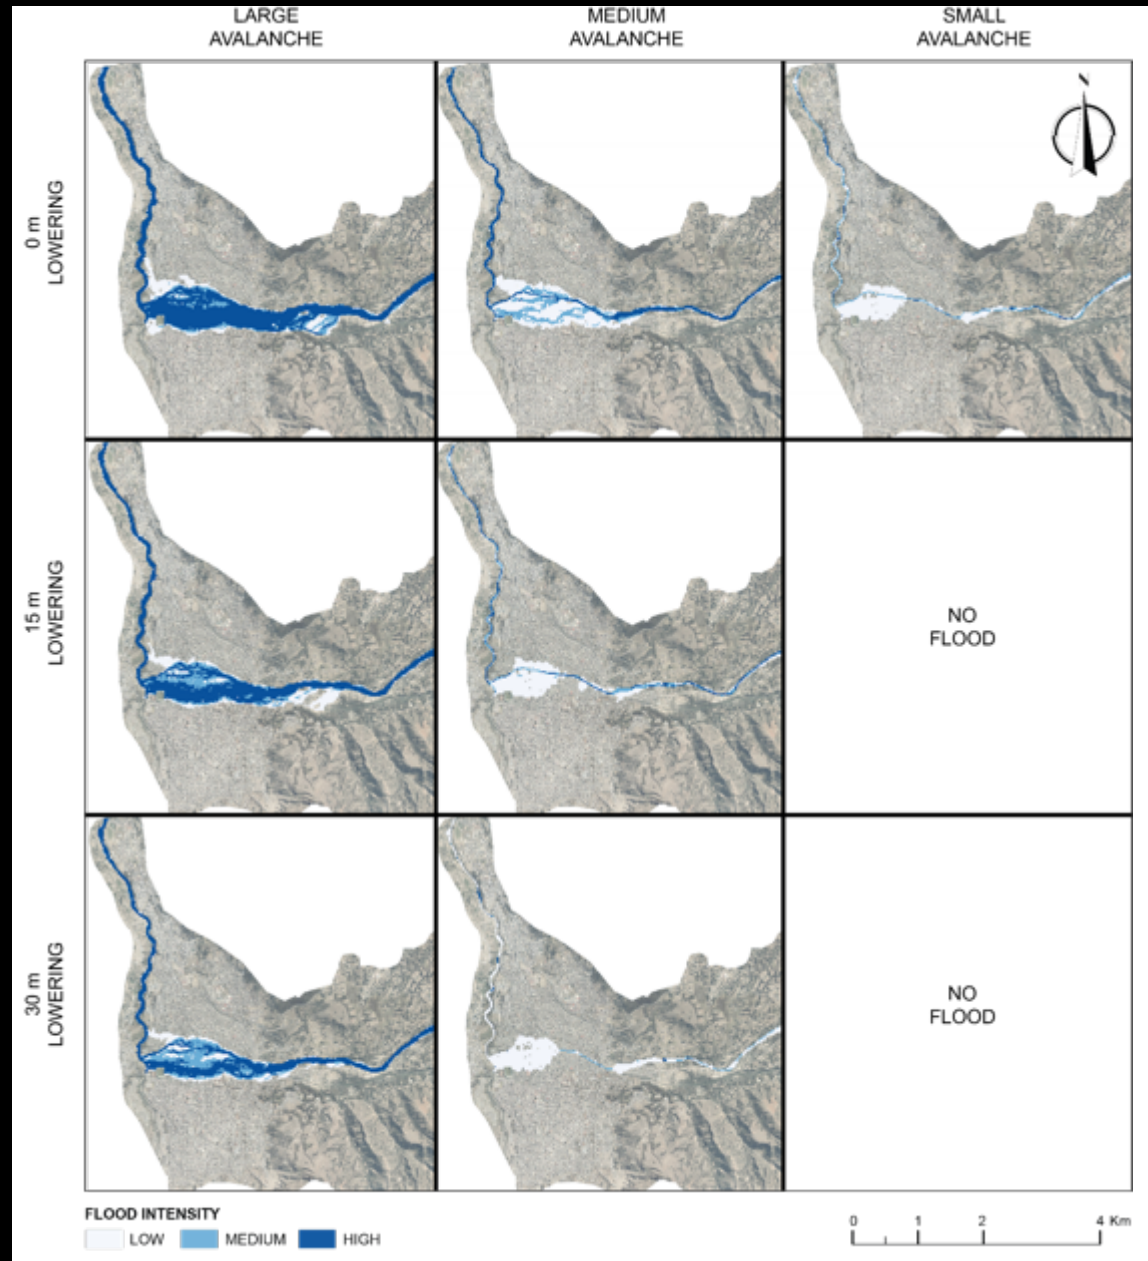 LARGE
AVALANCHE
MEDIUM
AVALANCHE
SMALL
AVALANCHE
0 m
LOWERING
N
15 m
LOWERING
NO
FLOOD
30 m
LOWERING
NO
FLOOD
FLOOD INTENSITY
LOW
MEDIUM
HIGH
0 1 2 4 Km